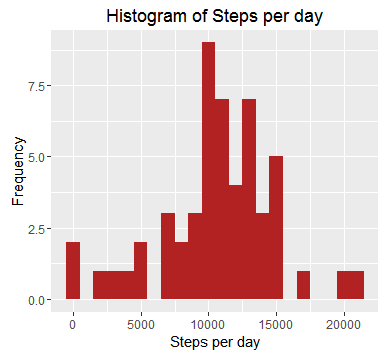 Histogram of Steps per day
Frequency
7.5
5.0
2.5
0.0
0 5000 10000 15000 20000
Steps per day